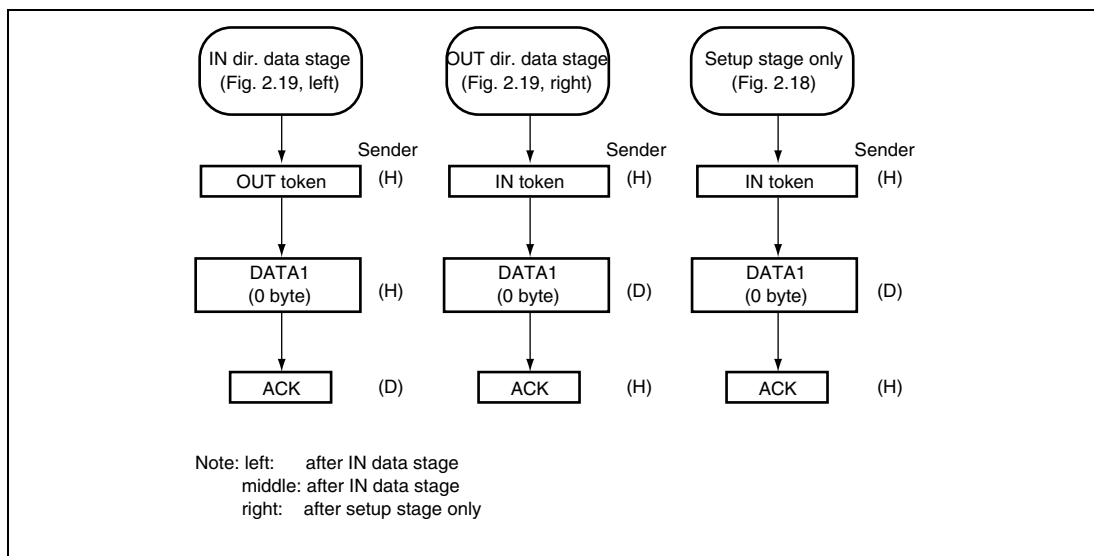 IN dir. data stage
(Fig. 2.19, left)
OUT dir. data stage
(Fig. 2.19, right)
Setup stage only
(Fig. 2.18)
Sender
Sender
Sender
OUT token
(H)
IN token
(H)
IN token
(H)
DATA1
(0 byte)
(H)
DATA1
(0 byte)
(D)
DATA1
(0 byte)
(D)
ACK
(D)
ACK
(H)
ACK
(H)
Note: left: after IN data stage
middle: after IN data stage
right: after setup stage only